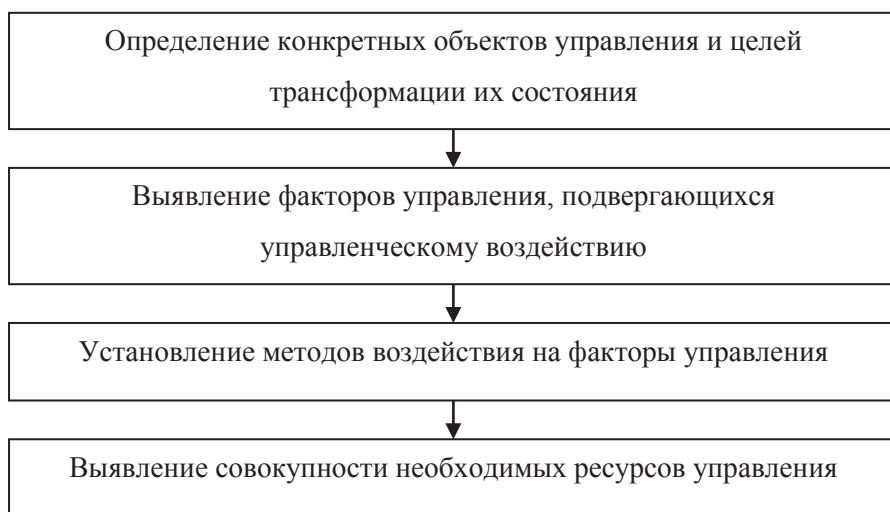 Определение конкретных объектов управления и целей
трансформации их состояния
Выявление факторов управления, подвергающихся
управленческому воздействию
Установление методов воздействия на факторы управления
Выявление совокупности необходимых ресурсов управления